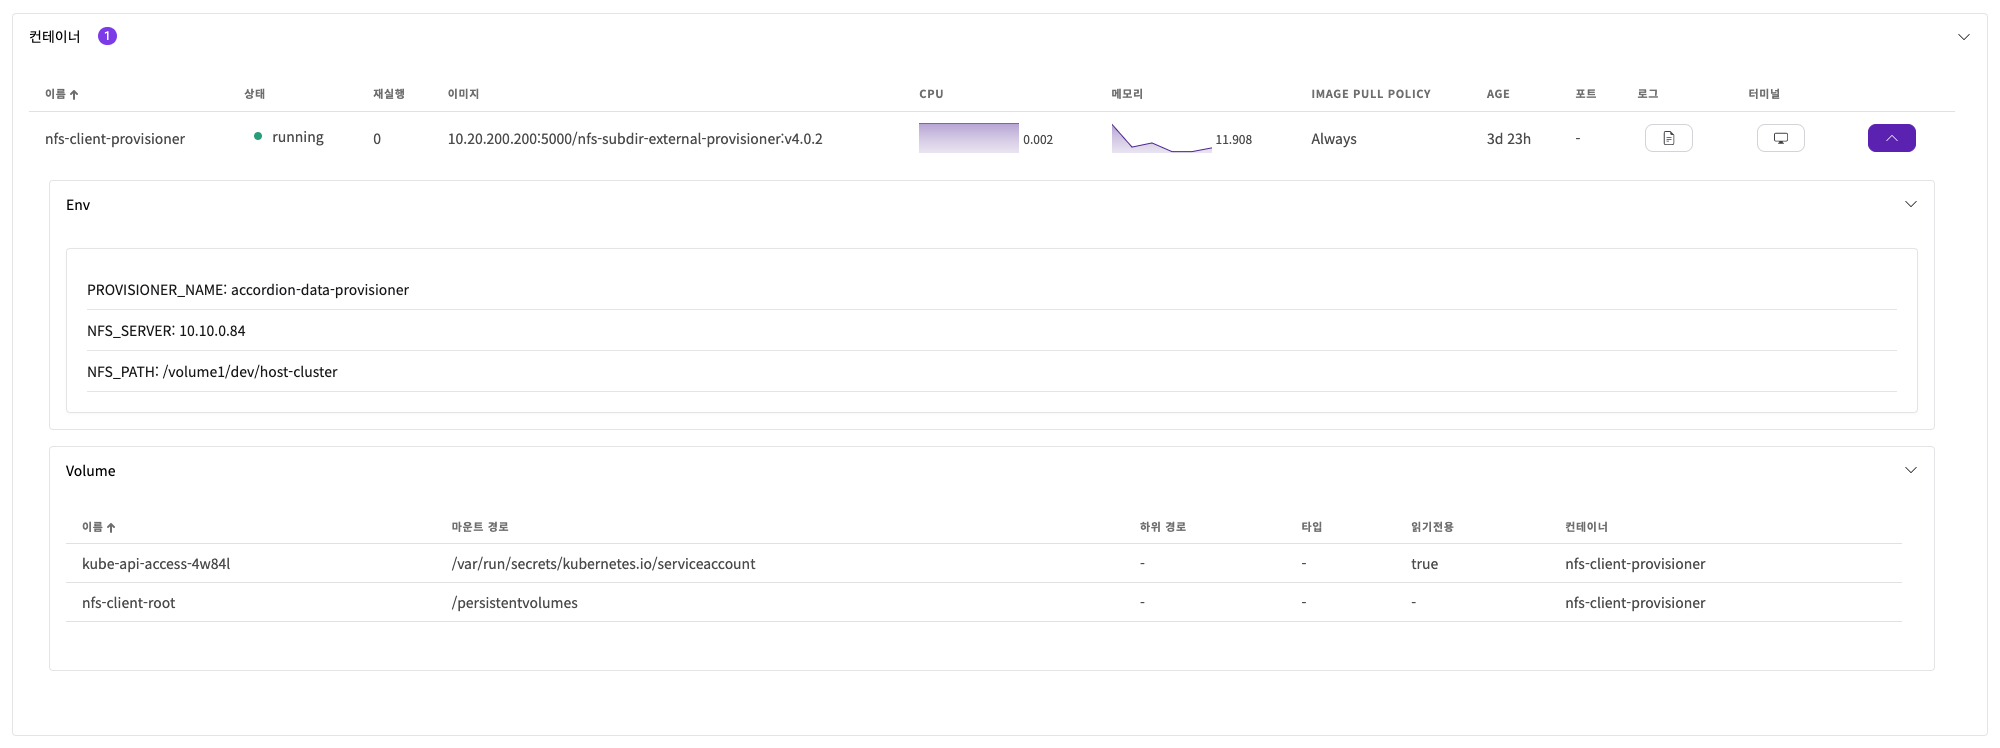 컨테이너 1
이름 상태 재실행 이미지 CPU 메모리 IMAGE PULL POLICY AGE 포트 로그 터미널
nfs-client-provisioner running 0 10.20.200.200:5000/nfs-subdir-external-provisioner:v4.0.2 0.002 11.908 Always 3d 23h -
Env
PROVISIONER_NAME: accordion-data-provisioner
NFS_SERVER: 10.10.0.84
NFS_PATH: /volume1/dev/host-cluster
Volume
이름 마운트 경로 하위 경로 타입 읽기전용 컨테이너
kube-api-access-4w84l /var/run/secrets/kubernetes.io/serviceaccount - - true nfs-client-provisioner
nfs-client-root /persistentvolumes - - - nfs-client-provisioner